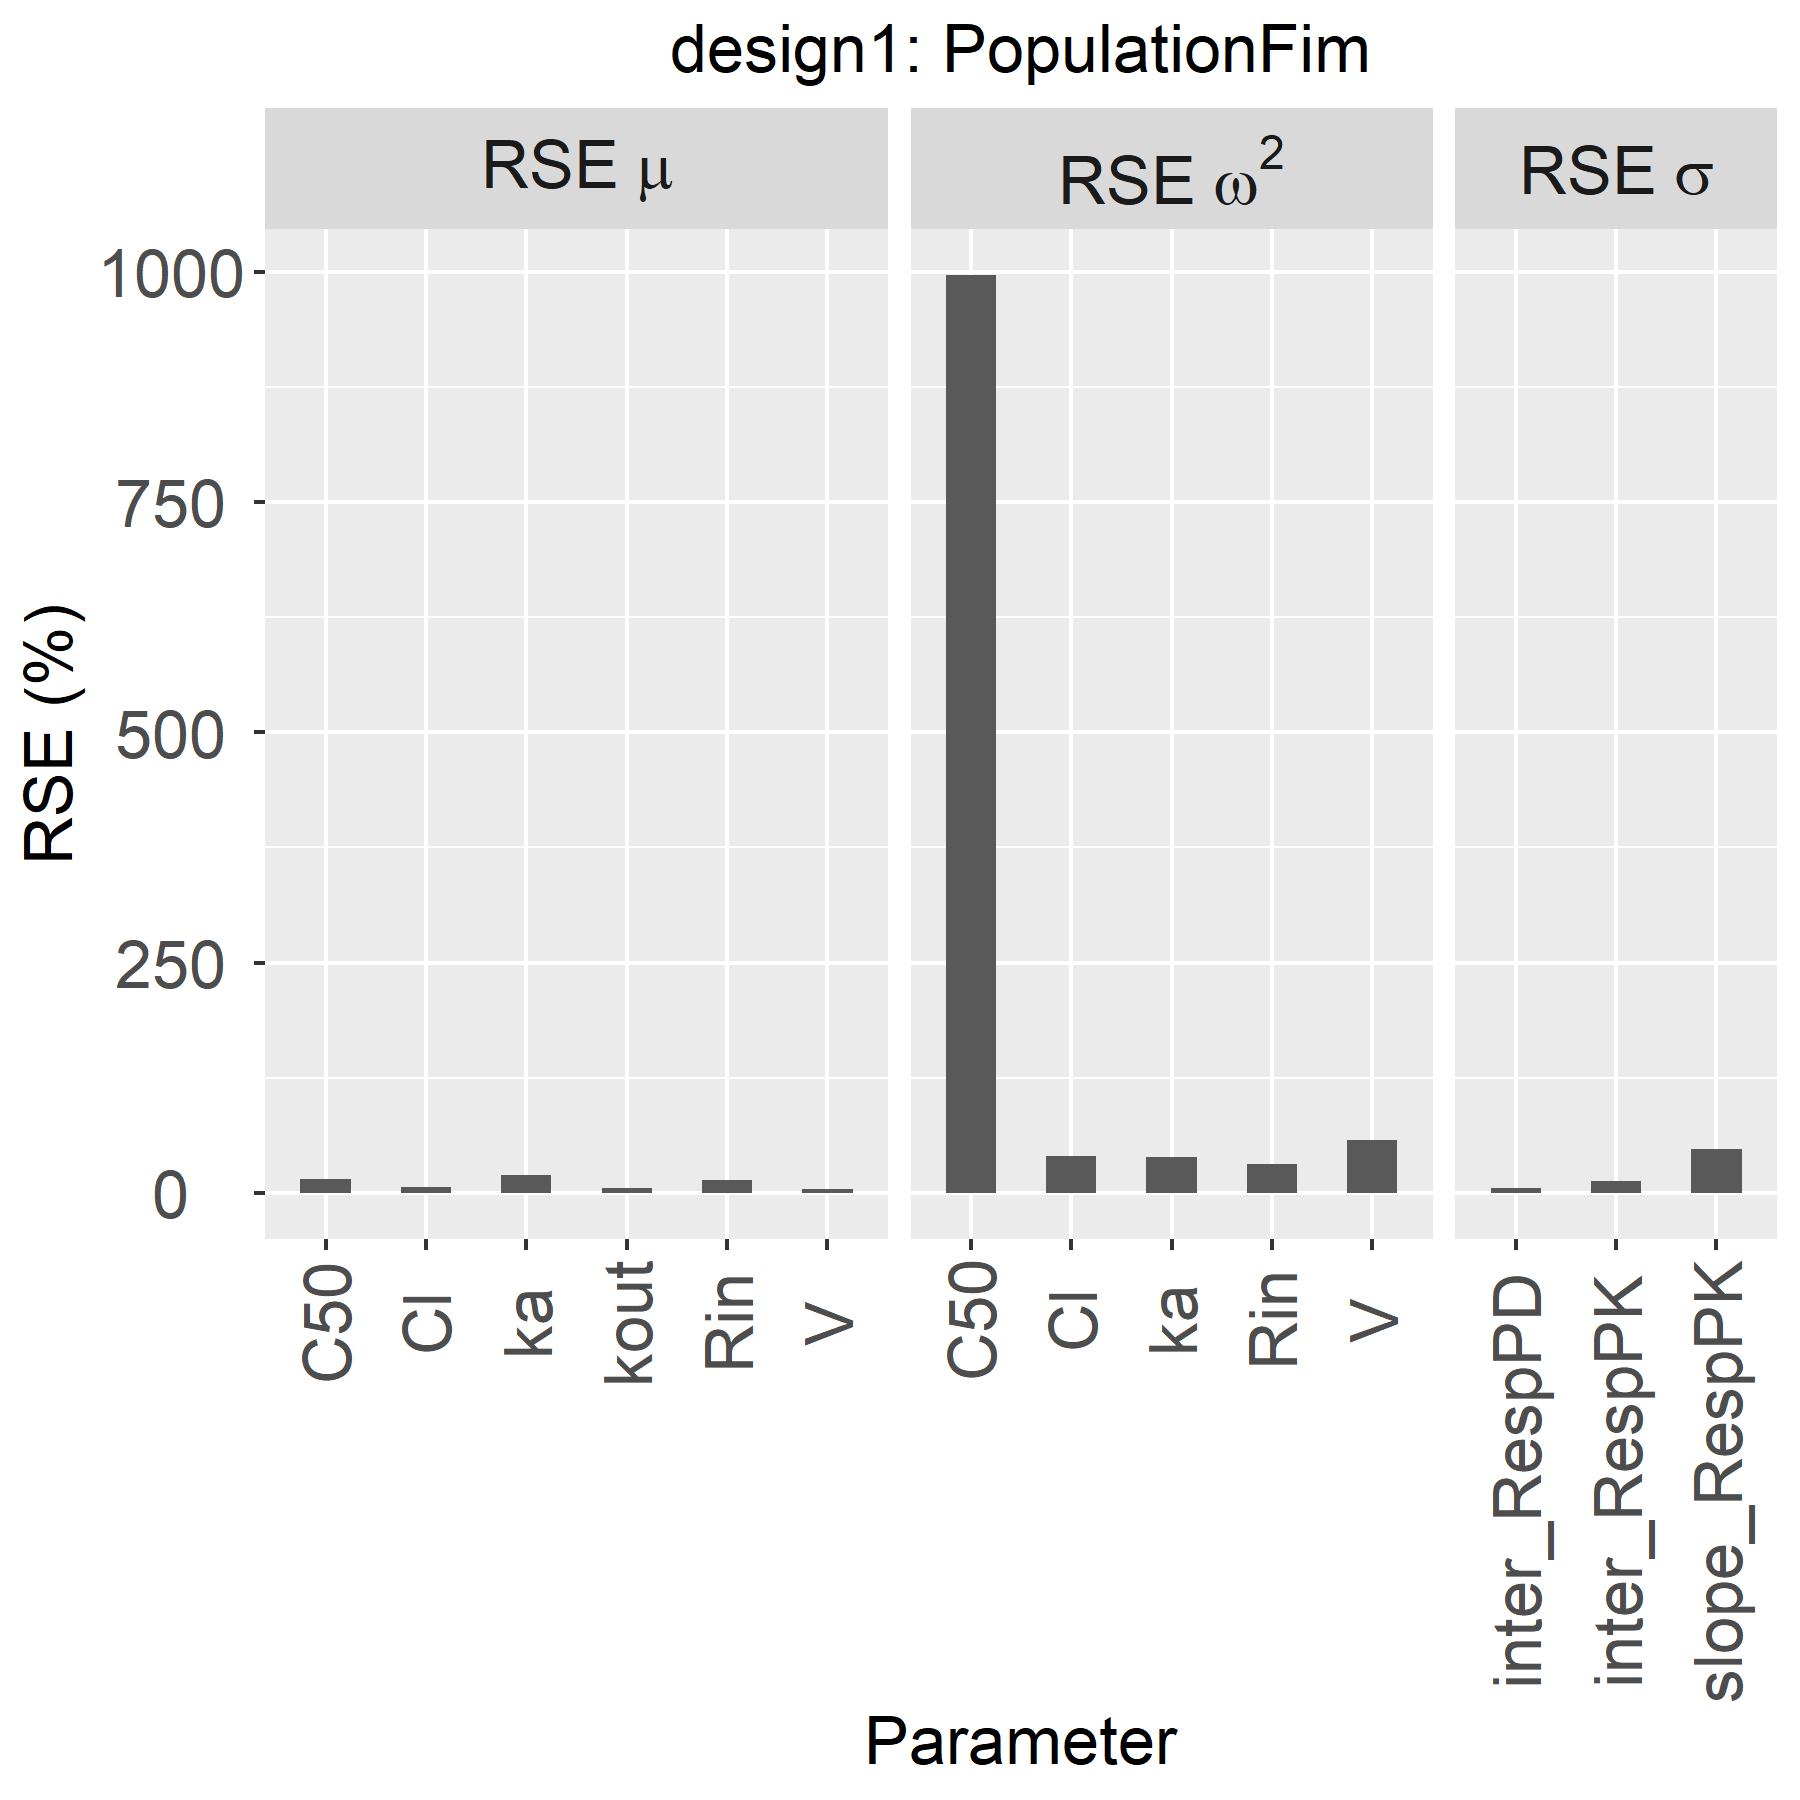 design1: PopulationFim
RSE μ
RSE ω²
RSE σ
RSE (%)
1000
750
500
250
0
C50
Cl
ka
kout
Rin
V
C50
Cl
ka
Rin
V
inter_RespPD
inter_RespPK
slope_RespPK
Parameter